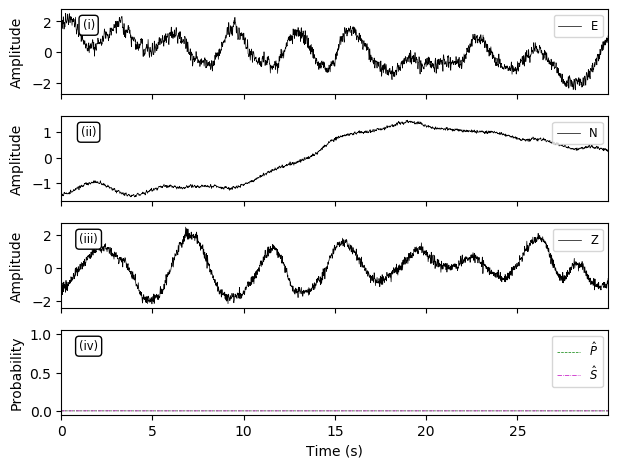 (i)
E
Amplitude
2
0
−2
(ii)
N
Amplitude
1
0
−1
(iii)
Z
Amplitude
2
0
−2
(iv)
P̂
Ŝ
Probability
1.0
0.5
0.0
0 5 10 15 20 25
Time (s)